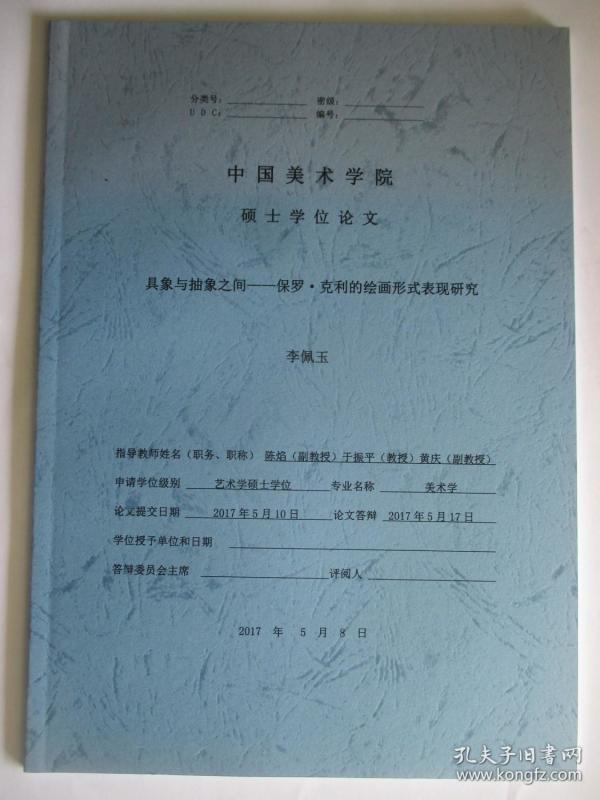 分类号：____________ 密级：____________
U D C：____________ 编号：____________
中国美术学院
硕士学位论文
具象与抽象之间——保罗·克利的绘画形式表现研究
李佩玉
指导教师姓名（职务、职称） 陈焰（副教授）于振平（教授）黄庆（副教授）
申请学位级别 艺术学硕士学位 专业名称 美术学
论文提交日期 2017年5月10日 论文答辩 2017年5月17日
学位授予单位和日期
答辩委员会主席 评阅人
2017 年 5 月 8 日
孔夫子旧书网
www.kongfz.com